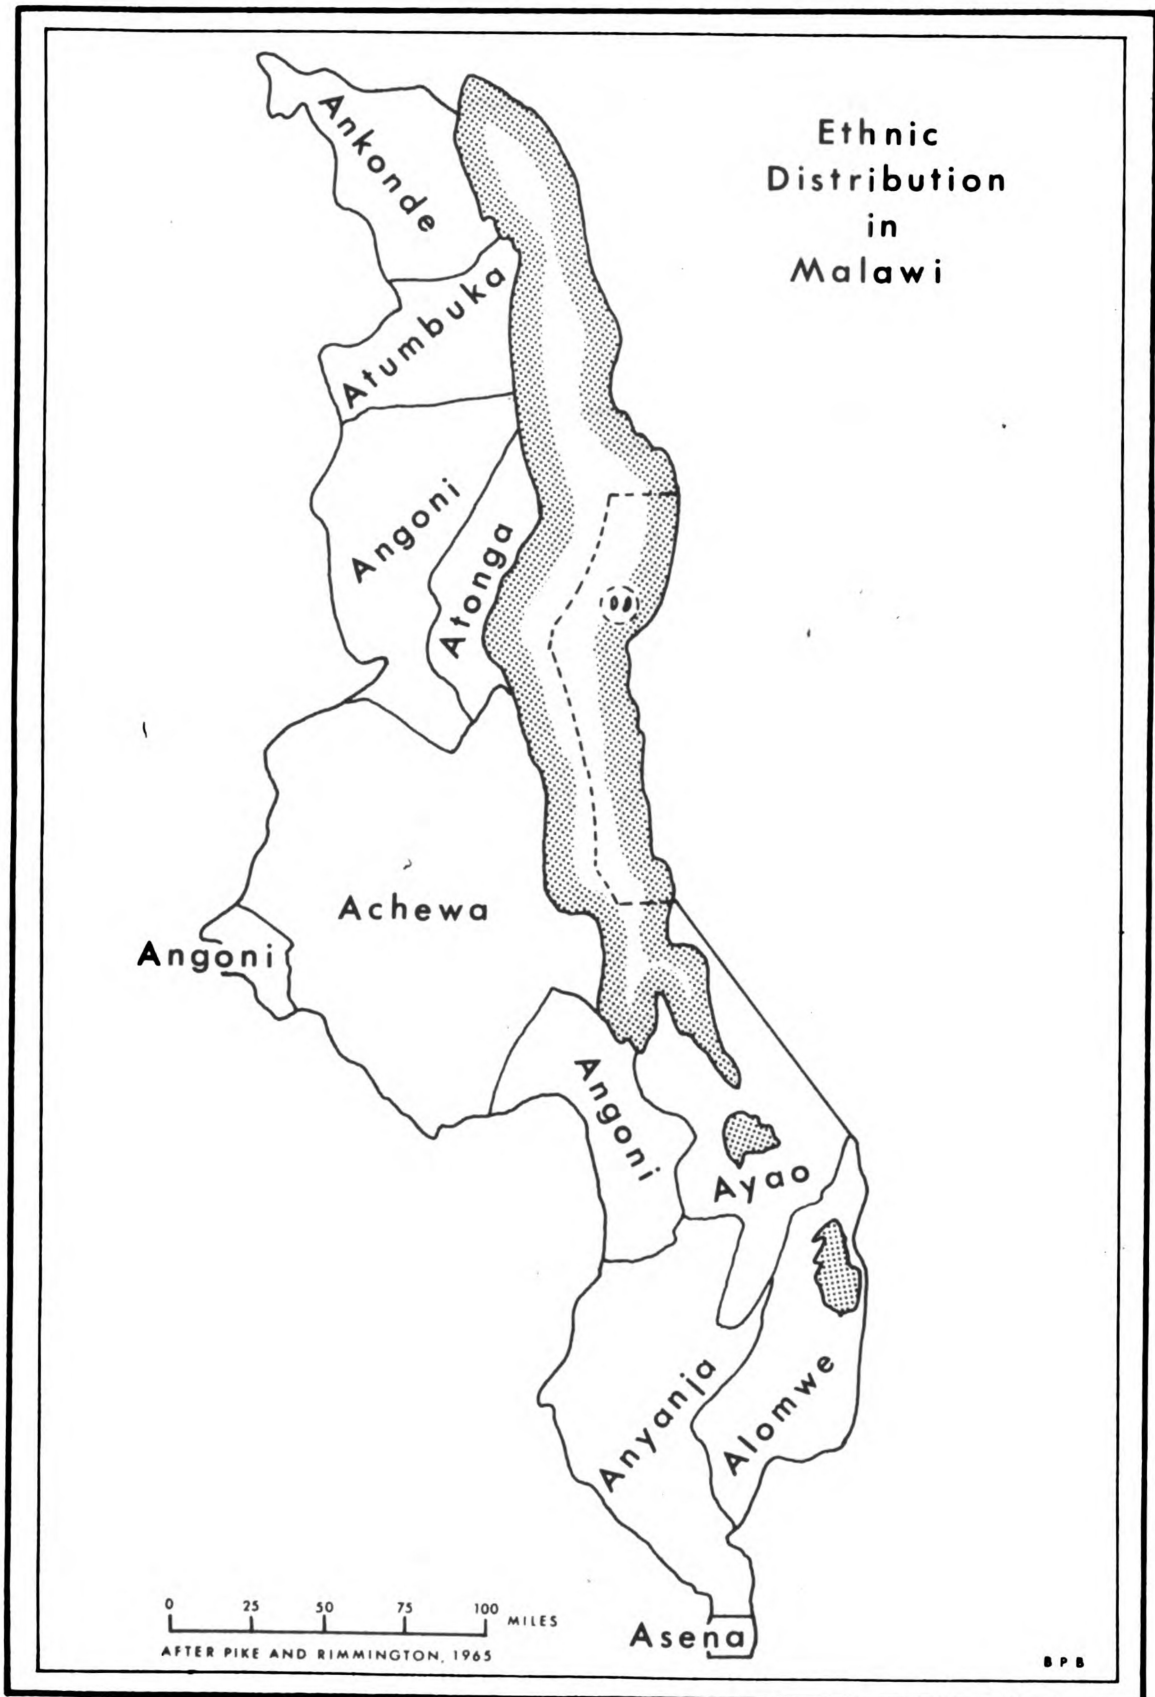 Ethnic
Distribution
in
Malawi
Ankonde
Atumbuka
Angoni
Atonga
Achewa
Angoni
Angoni
Ayao
Anyanja
Alomwe
Asena
0 25 50 75 100 MILES
AFTER PIKE AND RIMMINGTON, 1965
BPB